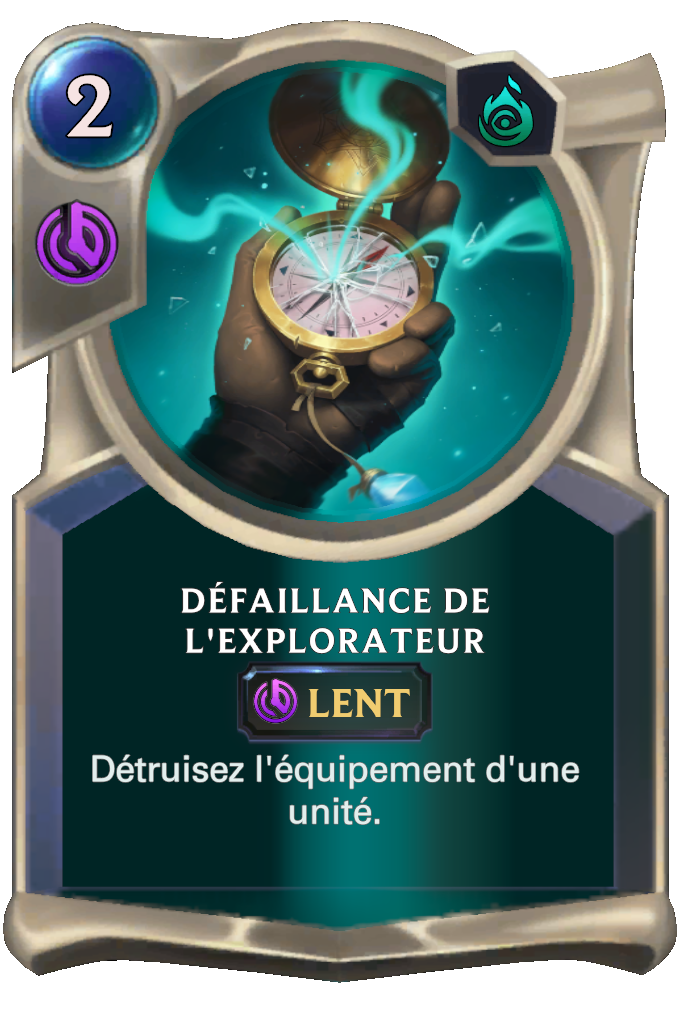 2
DÉFAILLANCE DE
L'EXPLORATEUR
LENT
Détruisez l'équipement d'une
unité.